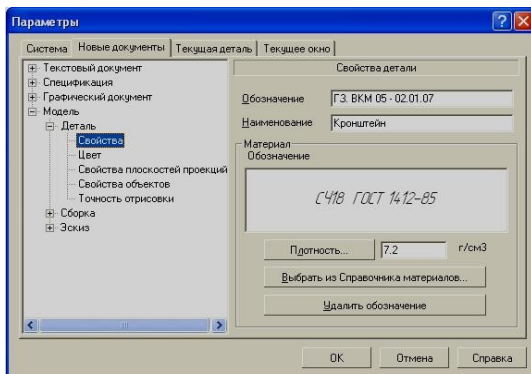 Параметры
Система Новые документы Текущая деталь Текущее окно
Текстовый документ
Спецификация
Графический документ
Модель
Деталь
Свойства
Цвет
Свойства плоскостей проекций
Свойства объектов
Точность отрисовки
Сборка
Эскиз
Свойства детали
Обозначение ГЗ. ВКМ 05 - 02.01.07
Наименование Кронштейн
Материал
Обозначение
СЧ18 ГОСТ 1412-85
Плотность... 7.2 г/см3
Выбрать из Справочника материалов...
Удалить обозначение
OK Отмена Справка